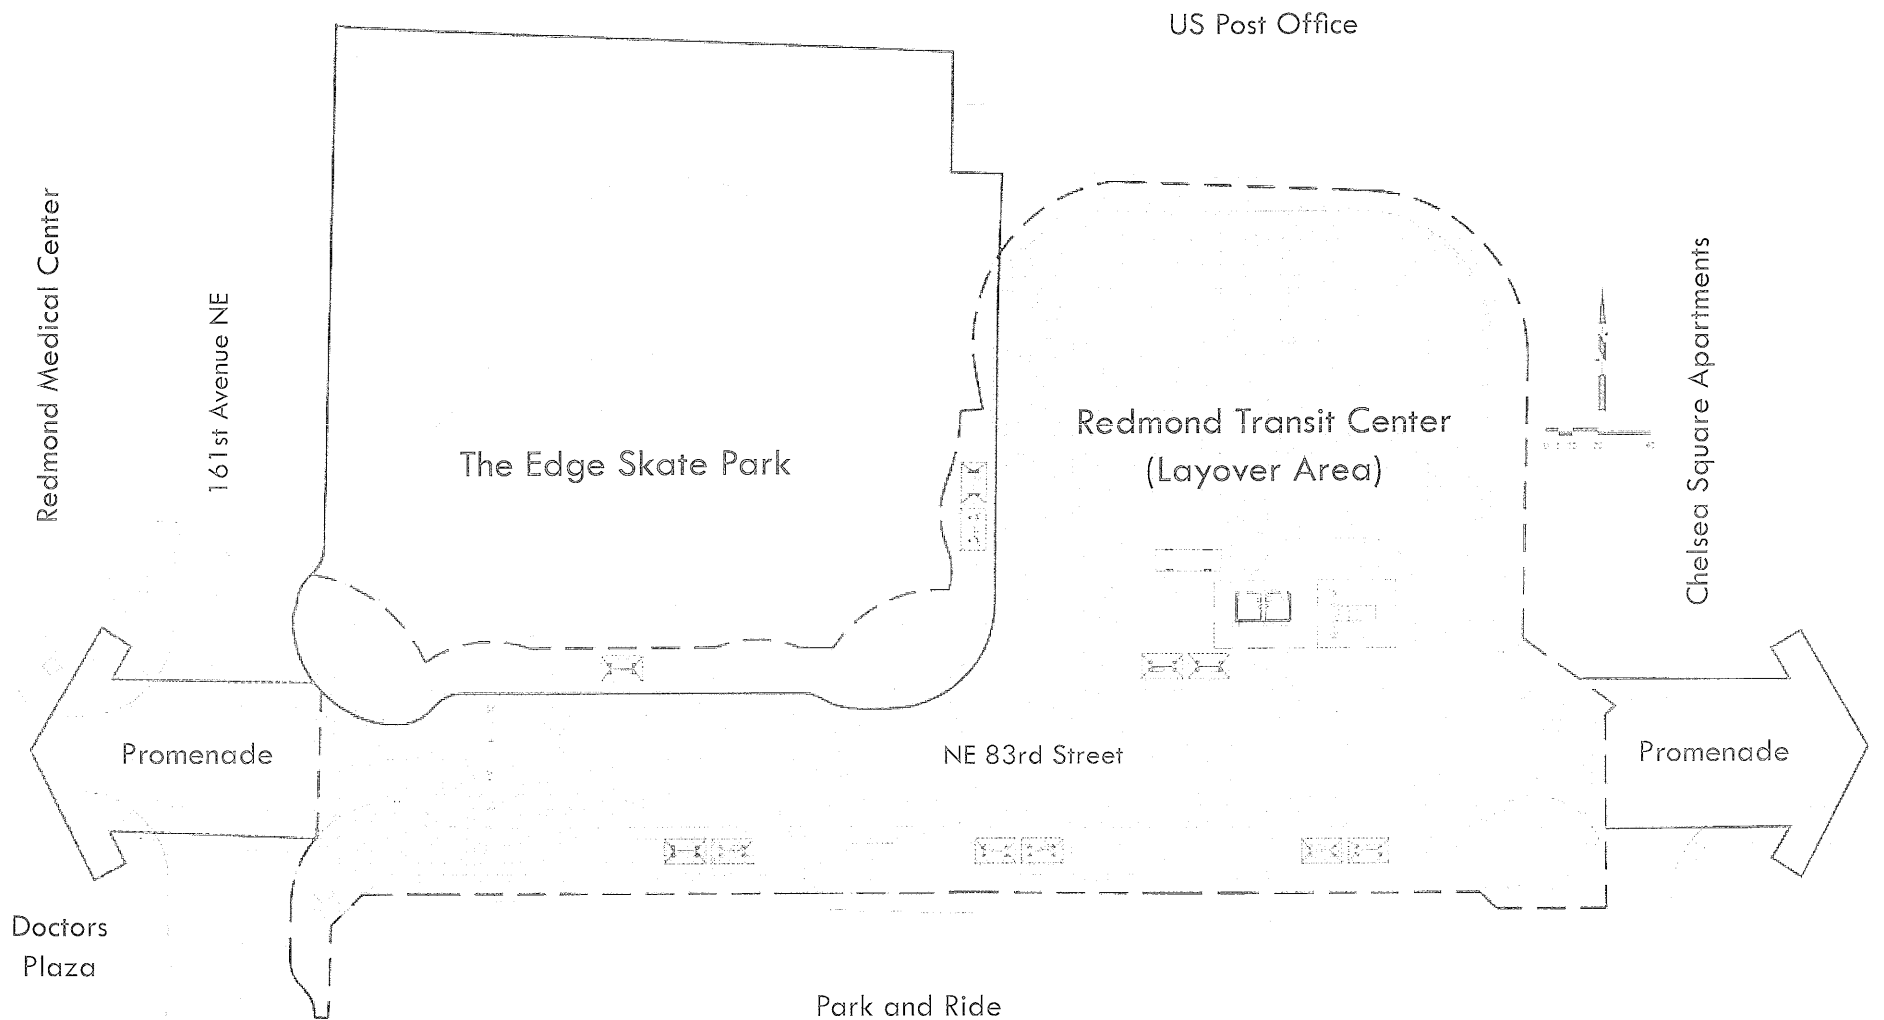 US Post Office
Redmond Medical Center
161st Avenue NE
The Edge Skate Park
Redmond Transit Center
(Layover Area)
Chelsea Square Apartments
Promenade
NE 83rd Street
Promenade
Doctors
Plaza
Park and Ride